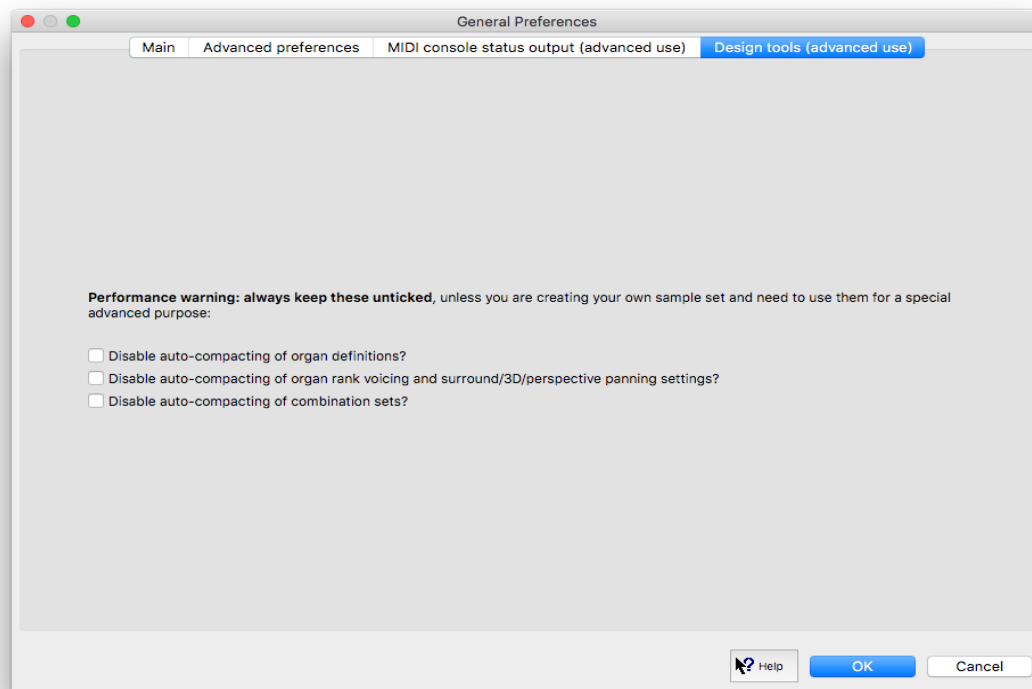 General Preferences
Main Advanced preferences MIDI console status output (advanced use) Design tools (advanced use)
Performance warning: always keep these unticked, unless you are creating your own sample set and need to use them for a special
advanced purpose:
Disable auto-compacting of organ definitions?
Disable auto-compacting of organ rank voicing and surround/3D/perspective panning settings?
Disable auto-compacting of combination sets?
? Help OK Cancel